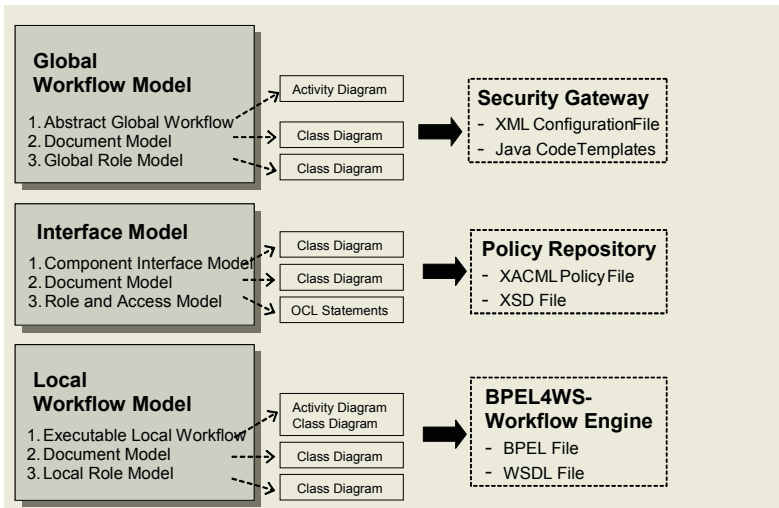 Global
Workflow Model
1. Abstract Global Workflow
2. Document Model
3. Global Role Model
Activity Diagram
Class Diagram
Class Diagram
Security Gateway
- XML ConfigurationFile
- Java CodeTemplates
Interface Model
1. Component Interface Model
2. Document Model
3. Role and Access Model
Class Diagram
Class Diagram
OCL Statements
Policy Repository
- XACML Policy File
- XSD File
Local
Workflow Model
1. Executable Local Workflow
2. Document Model
3. Local Role Model
Activity Diagram
Class Diagram
Class Diagram
Class Diagram
BPEL4WS-
Workflow Engine
- BPEL File
- WSDL File